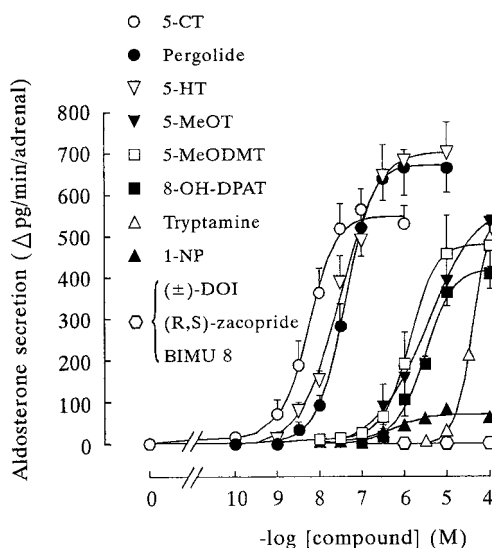 5-CT
Pergolide
5-HT
5-MeOT
5-MeODMT
8-OH-DPAT
Tryptamine
1-NP
(±)-DOI
(R,S)-zacopride
BIMU 8
Aldosterone secretion (△pg/min/adrenal)
800
700
600
500
400
300
200
100
0
0 10 9 8 7 6 5 4
-log [compound] (M)